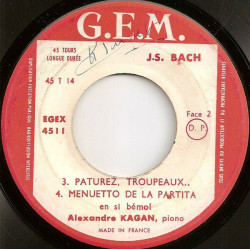 G.E.M.
45 TOURS
LONGUE DURÉE
J.S. BACH
45 T 14
EGEX
4511
Face 2
D.P.
3. PATUREZ, TROUPEAUX..
4. MENUETTO DE LA PARTITA
en si bémol
Alexandre KAGAN, piano
MADE IN FRANCE